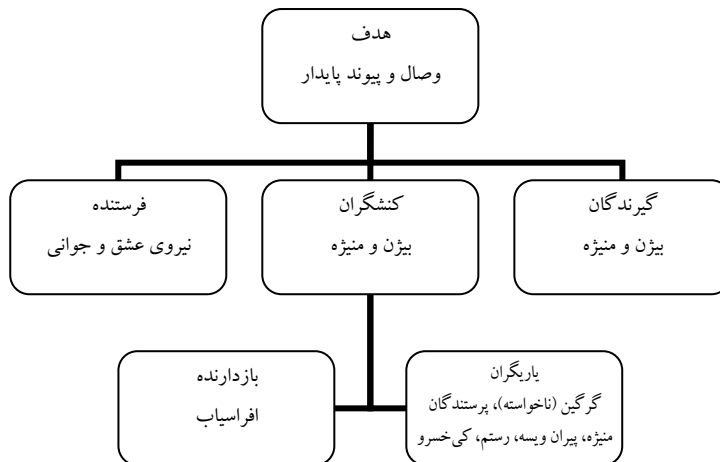 هدف
وصال و پیوند پایدار
گیرندگان
بیژن و منیژه
کنشگران
بیژن و منیژه
فرستنده
نیروی عشق و جوانی
یاریگران
گرگین (ناخواسته)، پرستندگان
منیژه، پیران ویسه، رستم، کی‌خسرو
بازدارنده
افراسیاب